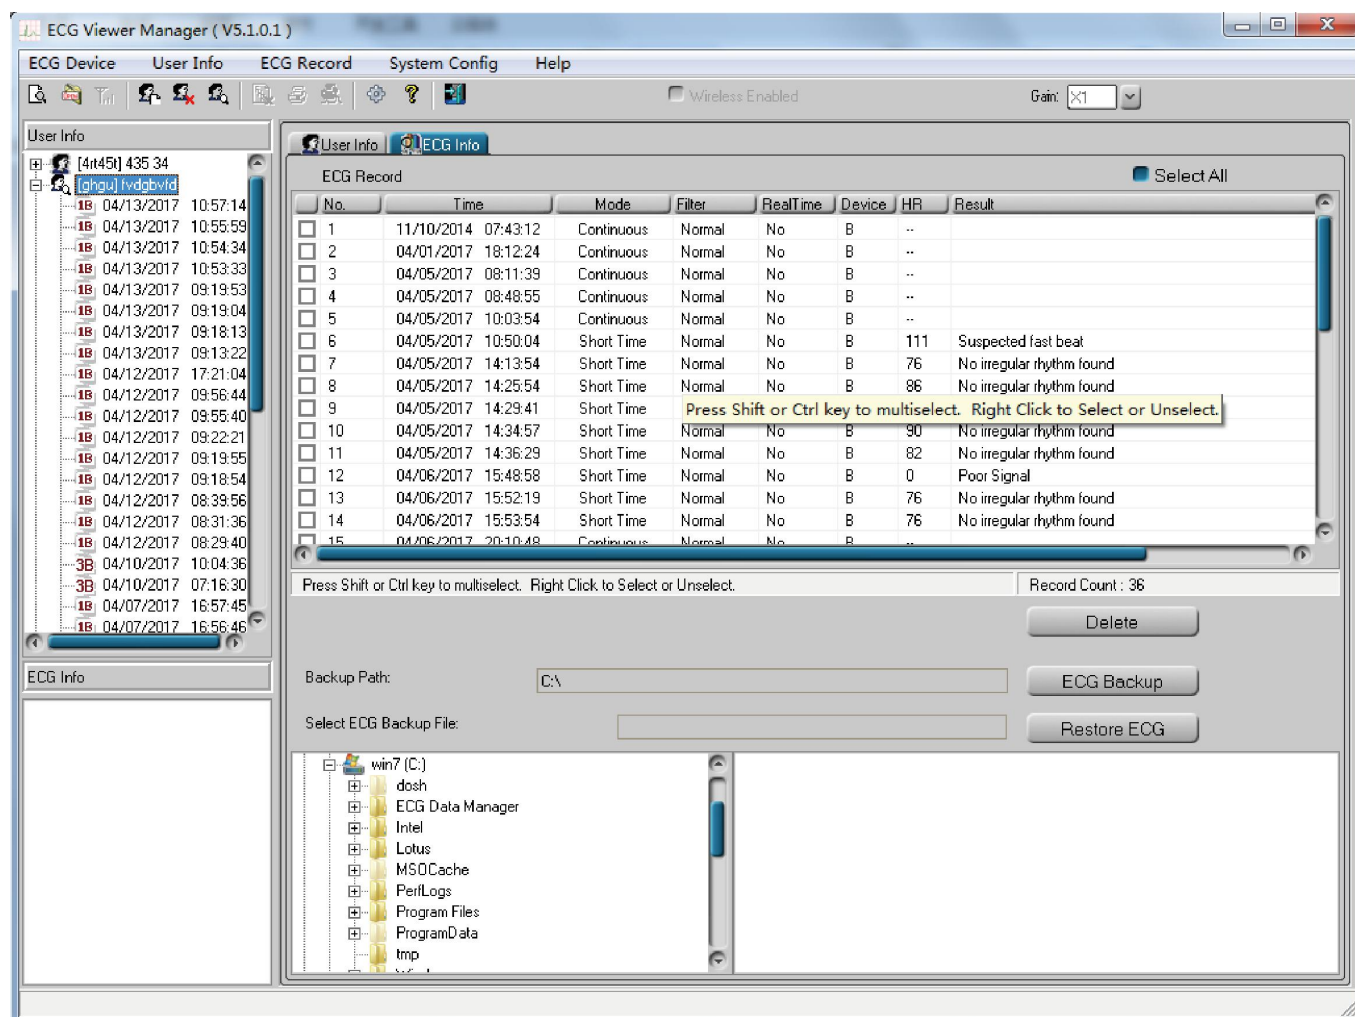 ECG Viewer Manager ( V5.1.0.1 )
ECG Device User Info ECG Record System Config Help
Wireless Enabled Gain: X1
User Info
[4rt45t] 435 34
[ghgu] fvdgbvfd
1B 04/13/2017 10:57:14
1B 04/13/2017 10:55:59
1B 04/13/2017 10:54:34
1B 04/13/2017 10:53:33
1B 04/13/2017 09:19:53
1B 04/13/2017 09:19:04
1B 04/13/2017 09:18:13
1B 04/13/2017 09:13:22
1B 04/12/2017 17:21:04
1B 04/12/2017 09:56:44
1B 04/12/2017 09:55:40
1B 04/12/2017 09:22:21
1B 04/12/2017 09:19:55
1B 04/12/2017 09:18:54
1B 04/12/2017 08:39:56
1B 04/12/2017 08:31:36
1B 04/12/2017 08:29:40
3B 04/10/2017 10:04:36
3B 04/10/2017 07:16:30
1B 04/07/2017 16:57:45
1B 04/07/2017 16:56:46
ECG Info
User Info ECG Info
ECG Record Select All
No. Time Mode Filter RealTime Device HR Result
1 11/10/2014 07:43:12 Continuous Normal No B --
2 04/01/2017 18:12:24 Continuous Normal No B --
3 04/05/2017 08:11:39 Continuous Normal No B --
4 04/05/2017 08:48:55 Continuous Normal No B --
5 04/05/2017 10:03:54 Continuous Normal No B --
6 04/05/2017 10:50:04 Short Time Normal No B 111 Suspected fast beat
7 04/05/2017 14:13:54 Short Time Normal No B 76 No irregular rhythm found
8 04/05/2017 14:25:54 Short Time Normal No B 86 No irregular rhythm found
9 04/05/2017 14:29:41 Short Time
Press Shift or Ctrl key to multiselect. Right Click to Select or Unselect.
10 04/05/2017 14:34:57 Short Time Normal No B 90 No irregular rhythm found
11 04/05/2017 14:36:29 Short Time Normal No B 82 No irregular rhythm found
12 04/06/2017 15:48:58 Short Time Normal No B 0 Poor Signal
13 04/06/2017 15:52:19 Short Time Normal No B 76 No irregular rhythm found
14 04/06/2017 15:53:54 Short Time Normal No B 76 No irregular rhythm found
15 04/06/2017 20:10:48 Continuous Normal No B --
Press Shift or Ctrl key to multiselect. Right Click to Select or Unselect. Record Count : 36
Delete
Backup Path: C:\ ECG Backup
Select ECG Backup File: Restore ECG
win7 (C:)
dosh
ECG Data Manager
Intel
Lotus
MSOCache
PerfLogs
Program Files
ProgramData
tmp